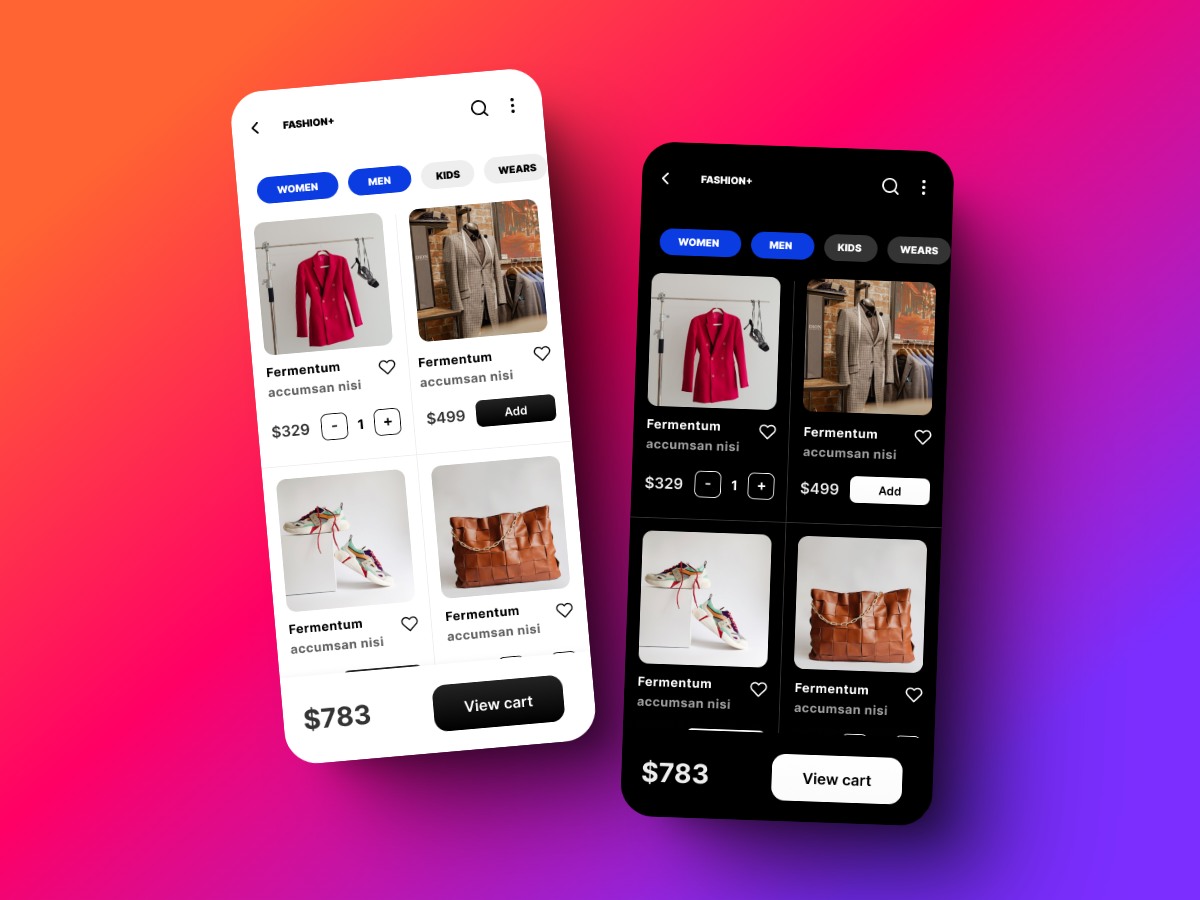 FASHION+
WOMEN MEN KIDS WEARS
Fermentum
accumsan nisi
$329 - 1 +
Fermentum
accumsan nisi
$499 Add
Fermentum
accumsan nisi
Fermentum
accumsan nisi
$783 View cart
FASHION+
WOMEN MEN KIDS WEARS
Fermentum
accumsan nisi
$329 - 1 +
Fermentum
accumsan nisi
$499 Add
Fermentum
accumsan nisi
Fermentum
accumsan nisi
$783 View cart